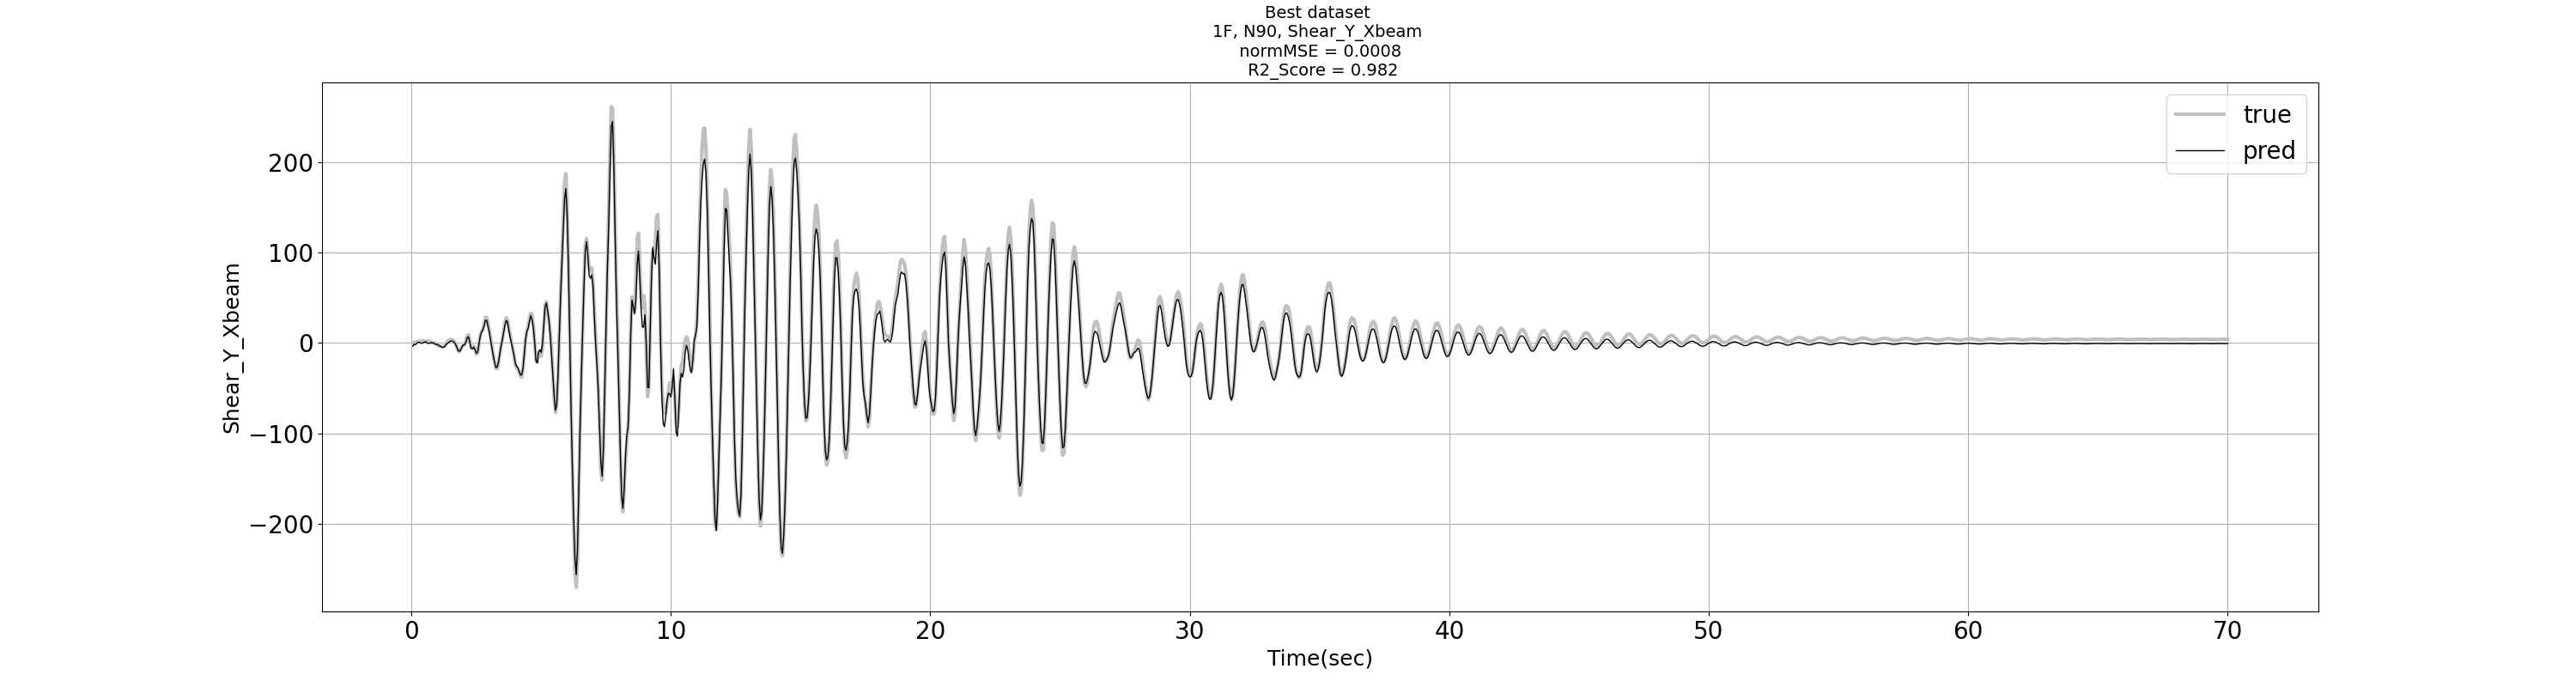 Best dataset
1F, N90, Shear_Y_Xbeam
normMSE = 0.0008
R2_Score = 0.982
true
pred
200
100
0
−100
−200
Shear_Y_Xbeam
0 10 20 30 40 50 60 70
Time(sec)